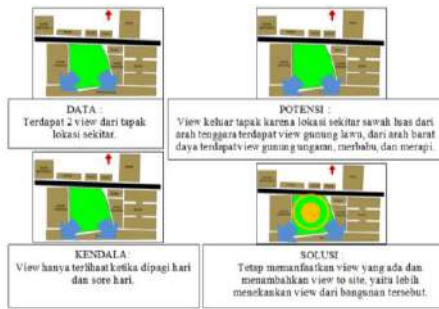 DATA :
Terdapat 2 view dari tapak
lokasi sekitar.
POTENSI :
View keluar tapak karena lokasi sekitar sawah luas dari
arah tenggara terdapat view gunung lawu, dari arah barat
daya terdapat view gunung ungaran, merbabu, dan merapi.
KENDALA:
View hanya terlihaat ketika dipagi hari
dan sore hari.
SOLUSI
Tetap memanfaatkan view yang ada dan
menambahkan view to site, yaitu lebih
menekankan view dari bangunan tersebut.